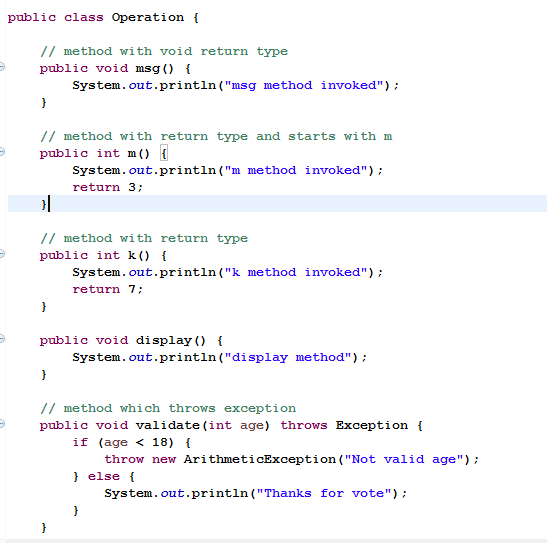 public class Operation {
// method with void return type
public void msg() {
System.out.println("msg method invoked");
}
// method with return type and starts with m
public int m() {
System.out.println("m method invoked");
return 3;
}
// method with return type
public int k() {
System.out.println("k method invoked");
return 7;
}
public void display() {
System.out.println("display method");
}
// method which throws exception
public void validate(int age) throws Exception {
if (age < 18) {
throw new ArithmeticException("Not valid age");
} else {
System.out.println("Thanks for vote");
}
}